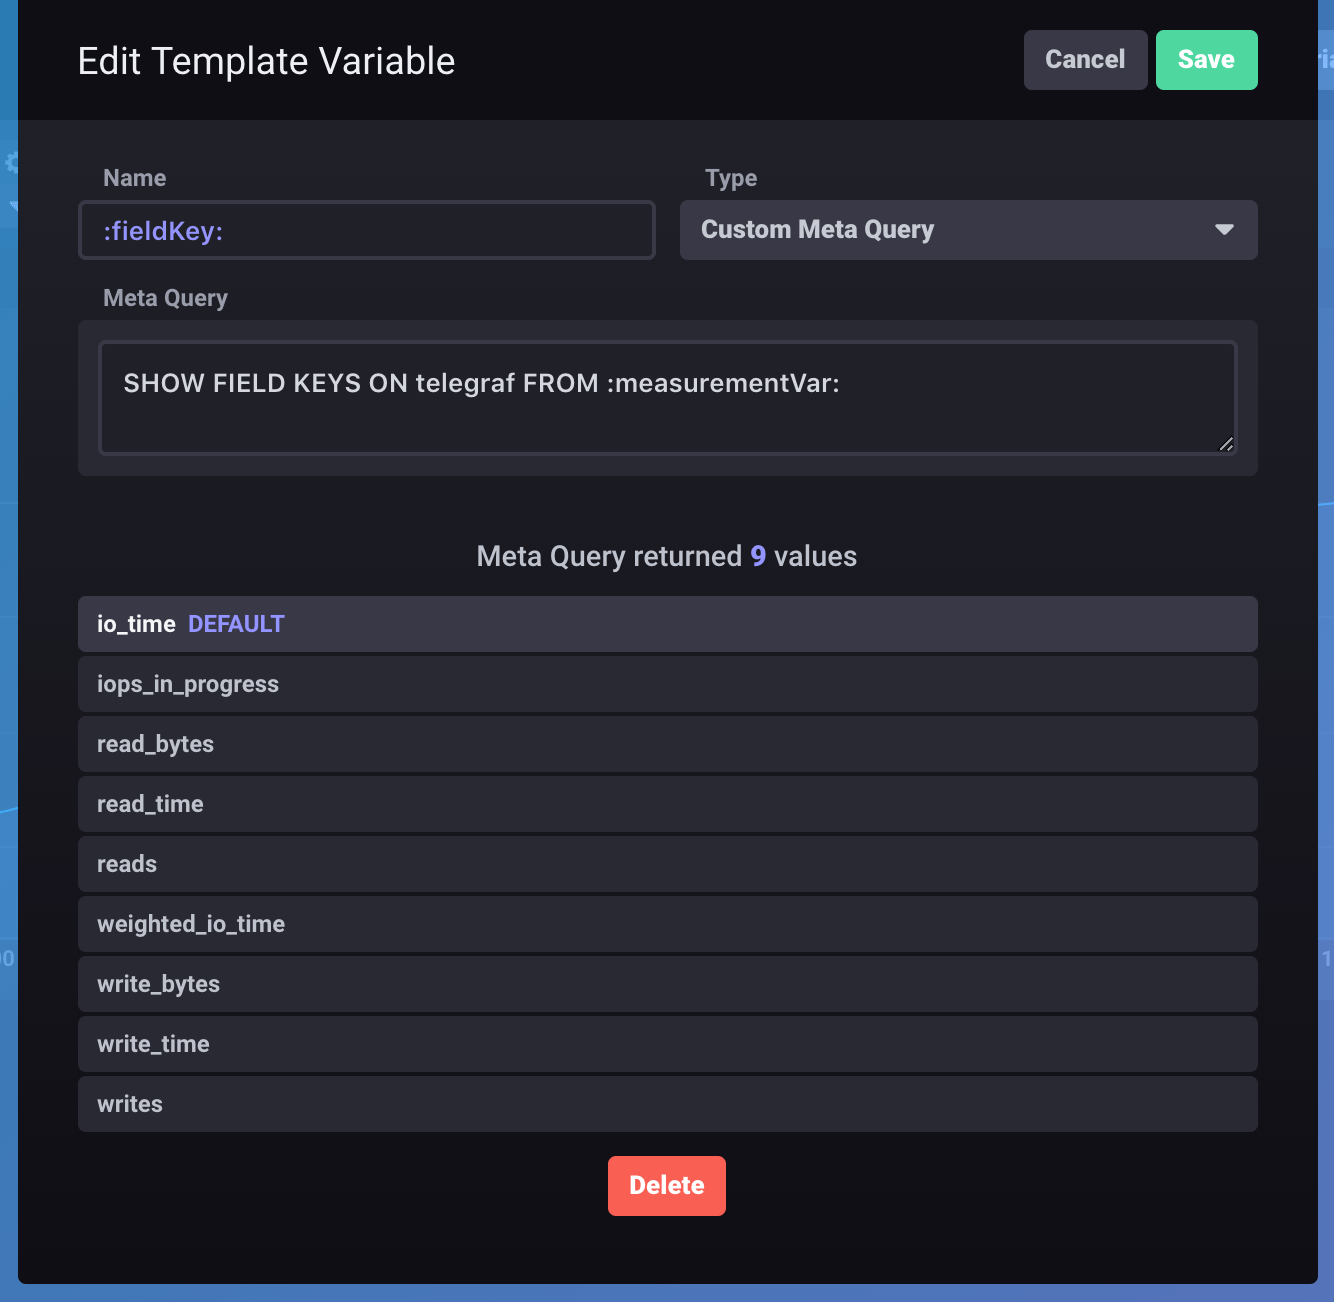 Edit Template Variable
Cancel
Save
Name
Type
:fieldKey:
Custom Meta Query
Meta Query
SHOW FIELD KEYS ON telegraf FROM :measurementVar:
Meta Query returned 9 values
io_time DEFAULT
iops_in_progress
read_bytes
read_time
reads
weighted_io_time
write_bytes
write_time
writes
Delete